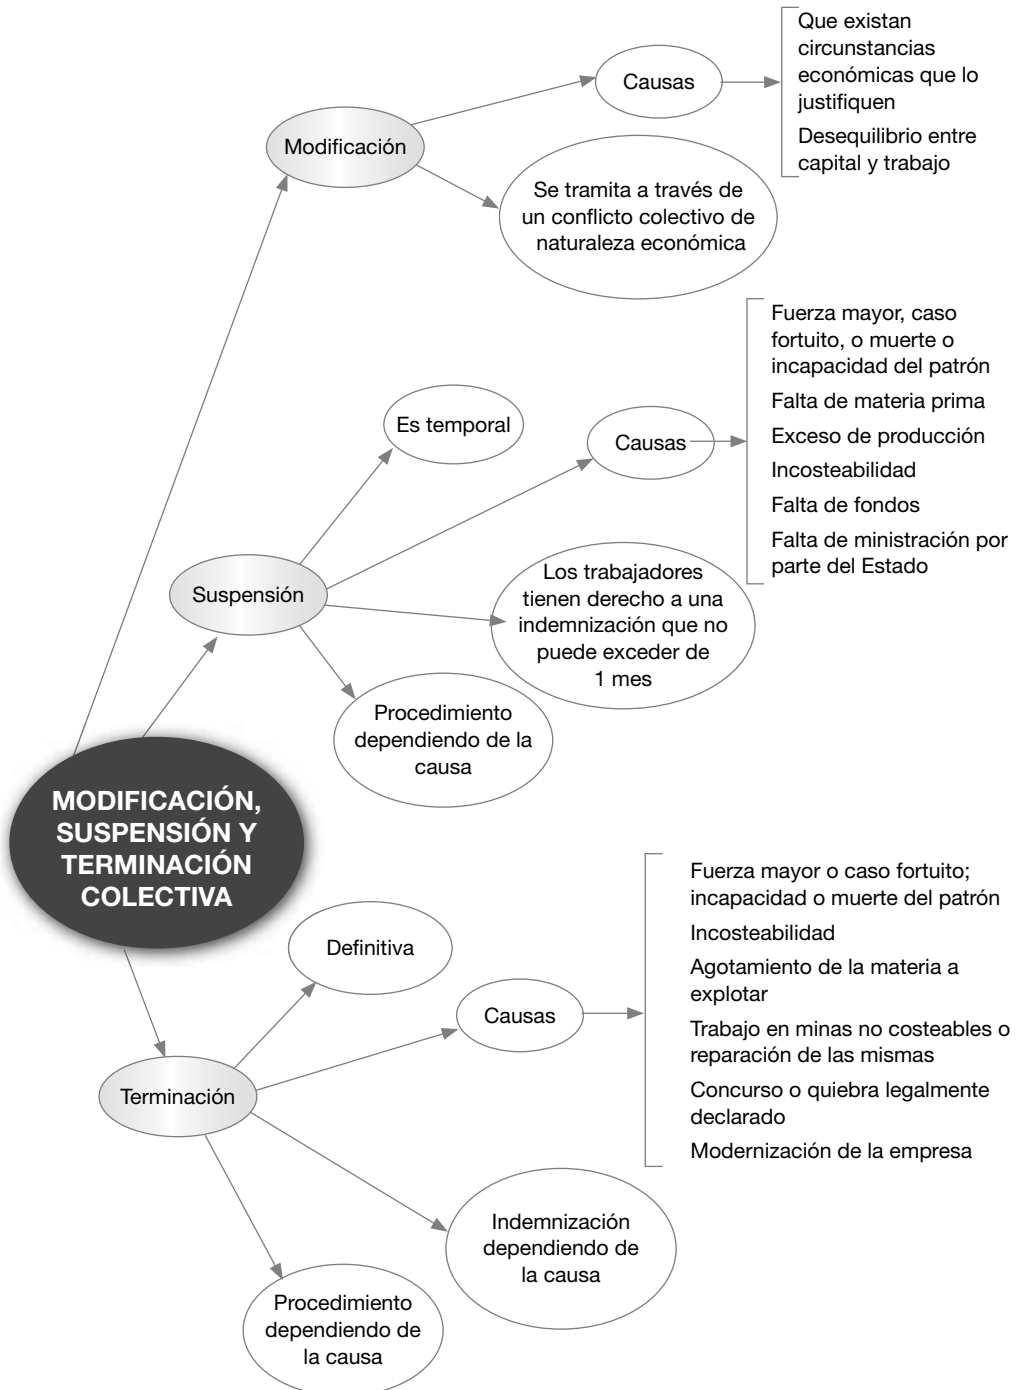 Que existan
circunstancias
económicas que lo
justifiquen
Desequilibrio entre
capital y trabajo
Causas
Modificación
Se tramita a través de
un conflicto colectivo de
naturaleza económica
Fuerza mayor, caso
fortuito, o muerte o
incapacidad del patrón
Falta de materia prima
Exceso de producción
Incosteabilidad
Falta de fondos
Falta de ministración por
parte del Estado
Es temporal
Causas
Suspensión
Los trabajadores
tienen derecho a una
indemnización que no
puede exceder de
1 mes
Procedimiento
dependiendo de la
causa
MODIFICACIÓN,
SUSPENSIÓN Y
TERMINACIÓN
COLECTIVA
Fuerza mayor o caso fortuito;
incapacidad o muerte del patrón
Incosteabilidad
Agotamiento de la materia a
explotar
Trabajo en minas no costeables o
reparación de las mismas
Concurso o quiebra legalmente
declarado
Modernización de la empresa
Definitiva
Causas
Terminación
Indemnización
dependiendo de
la causa
Procedimiento
dependiendo de
la causa